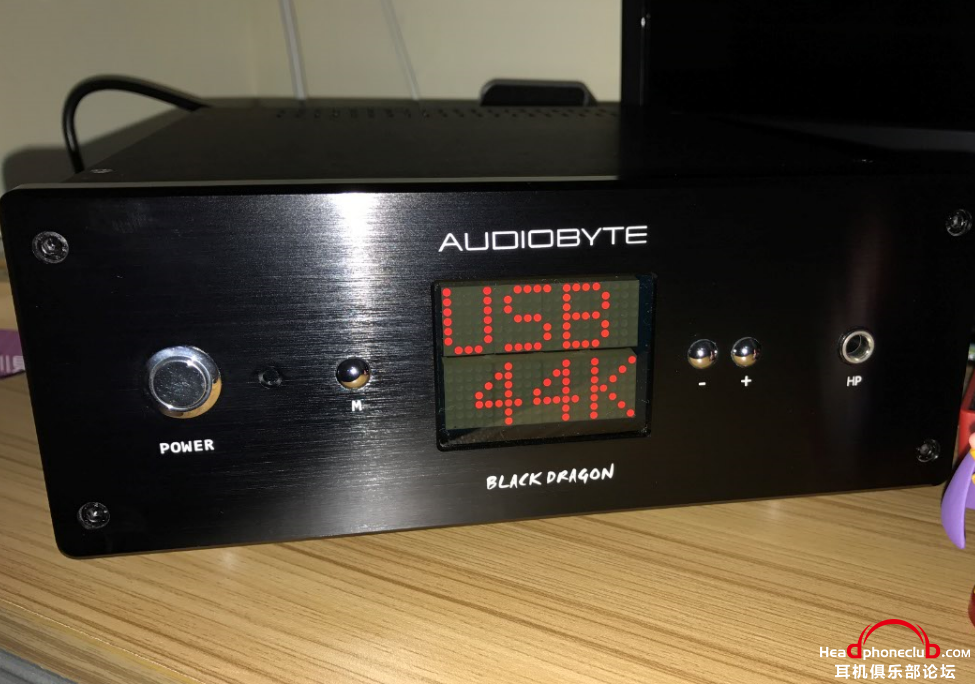 AUDIOBYTE
USB
44K
POWER
M
- +
HP
BLACK DRAGON
Headphoneclub.com
耳机俱乐部论坛